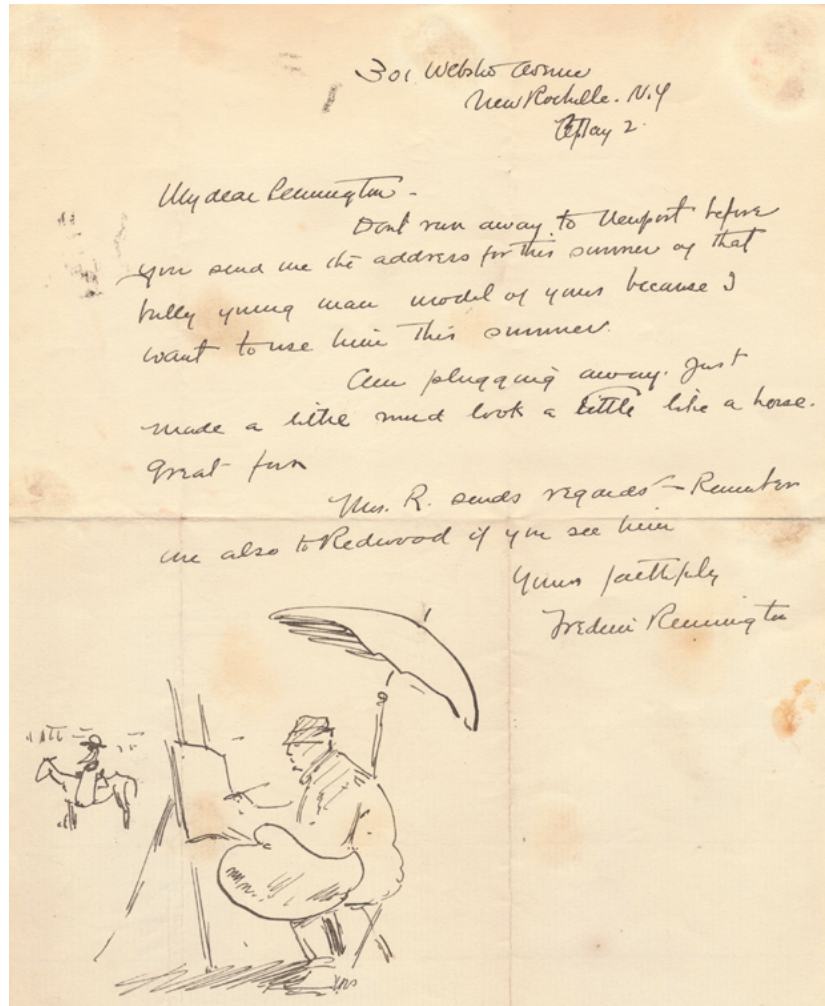 301 Webster Avenue
New Rochelle. N.Y
May 2.
My dear Pennington -
Dont run away to Newport before
you send me the address for this summer of that
bully young man model of yours because I
want to use him this summer.
Am plugging away. Just
made a little mud look a little like a horse.
Great fun
Mrs. R. sends regards - Remember
me also to Redwood if you see him
Yours faithfully
Frederic Remington